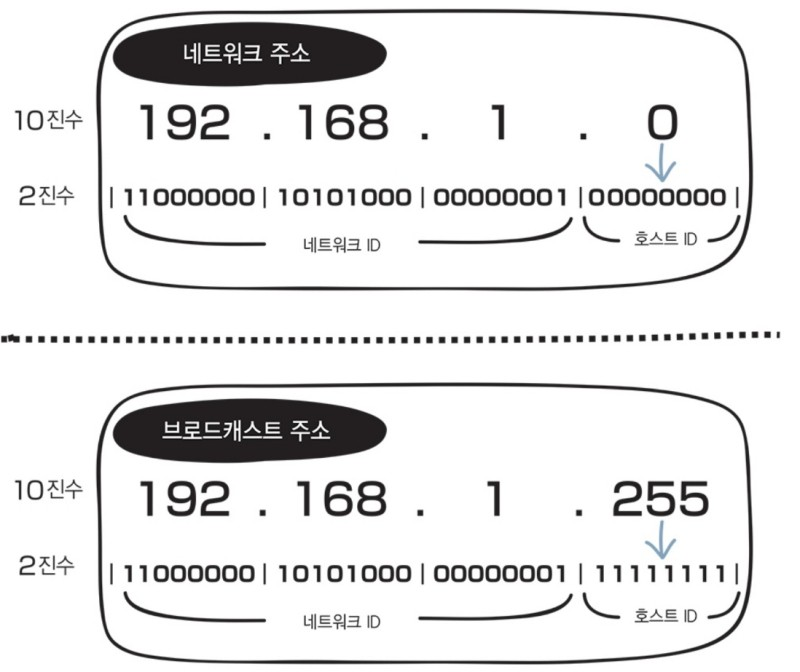 네트워크 주소
10진수 192 . 168 . 1 . 0
2진수 | 11000000 | 10101000 | 00000001 | 00000000 |
네트워크 ID 호스트 ID
브로드캐스트 주소
10진수 192 . 168 . 1 . 255
2진수 | 11000000 | 10101000 | 00000001 | 11111111 |
네트워크 ID 호스트 ID